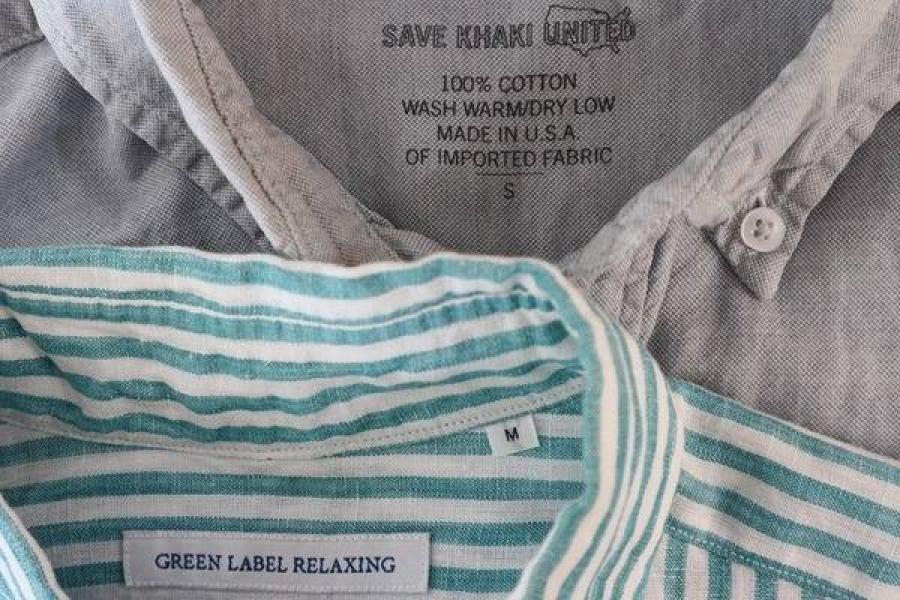 SAVE KHAKI UNITED
100% COTTON
WASH WARM/DRY LOW
MADE IN U.S.A.
OF IMPORTED FABRIC
S
M
GREEN LABEL RELAXING